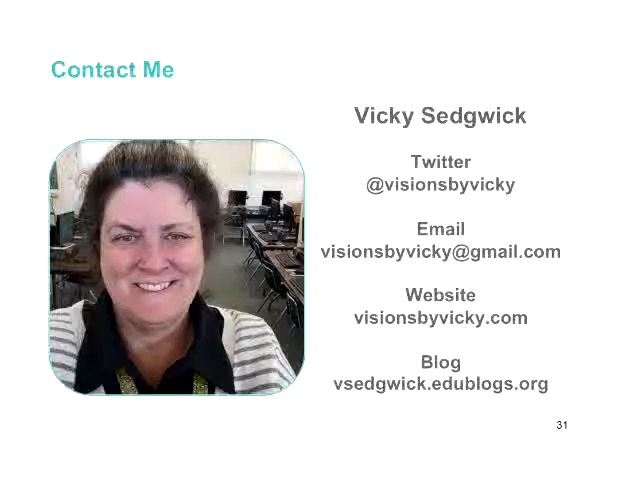 Contact Me
Vicky Sedgwick
Twitter
@visionsbyvicky
Email
visionsbyvicky@gmail.com
Website
visionsbyvicky.com
Blog
vsedgwick.edublogs.org
31